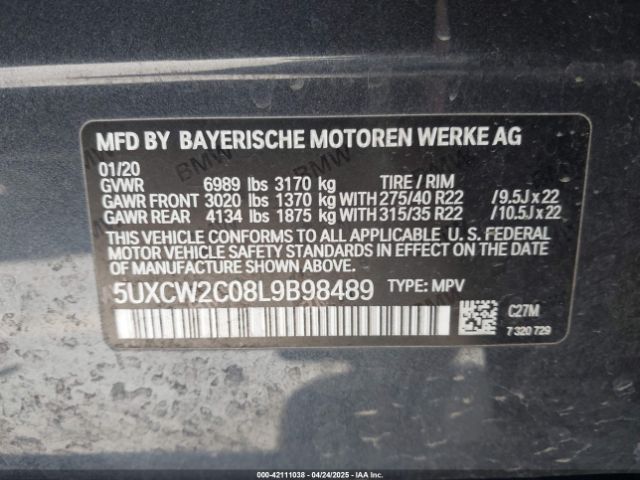 MFD BY BAYERISCHE MOTOREN WERKE AG
01/20
GVWR 6989 lbs 3170 kg TIRE / RIM
GAWR FRONT 3020 lbs 1370 kg WITH 275/40 R22 / 9.5J x 22
GAWR REAR 4134 lbs 1875 kg WITH 315/35 R22 / 10.5J x 22
THIS VEHICLE CONFORMS TO ALL APPLICABLE U. S. FEDERAL
MOTOR VEHICLE SAFETY STANDARDS IN EFFECT ON THE DATE OF
MANUFACTURE SHOWN ABOVE.
5UXCW2C08L9B98489 TYPE: MPV
C27M
7 320 729
000-42111038 - 04/24/2025 - IAA, Inc.